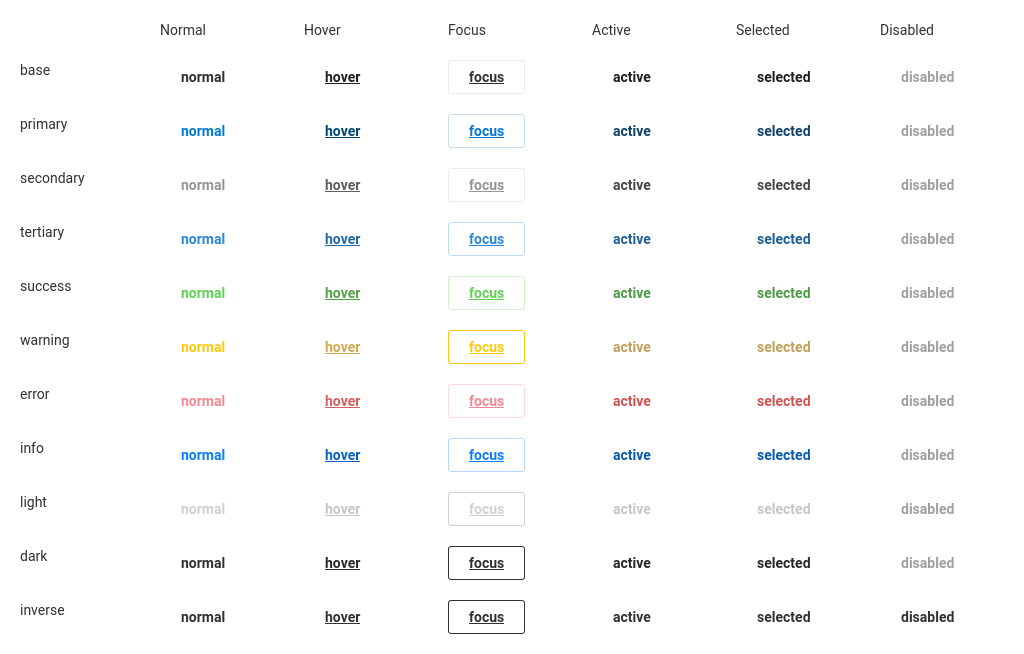 Normal Hover Focus Active Selected Disabled
base normal hover focus active selected disabled
primary normal hover focus active selected disabled
secondary normal hover focus active selected disabled
tertiary normal hover focus active selected disabled
success normal hover focus active selected disabled
warning normal hover focus active selected disabled
error normal hover focus active selected disabled
info normal hover focus active selected disabled
light normal hover focus active selected disabled
dark normal hover focus active selected disabled
inverse normal hover focus active selected disabled